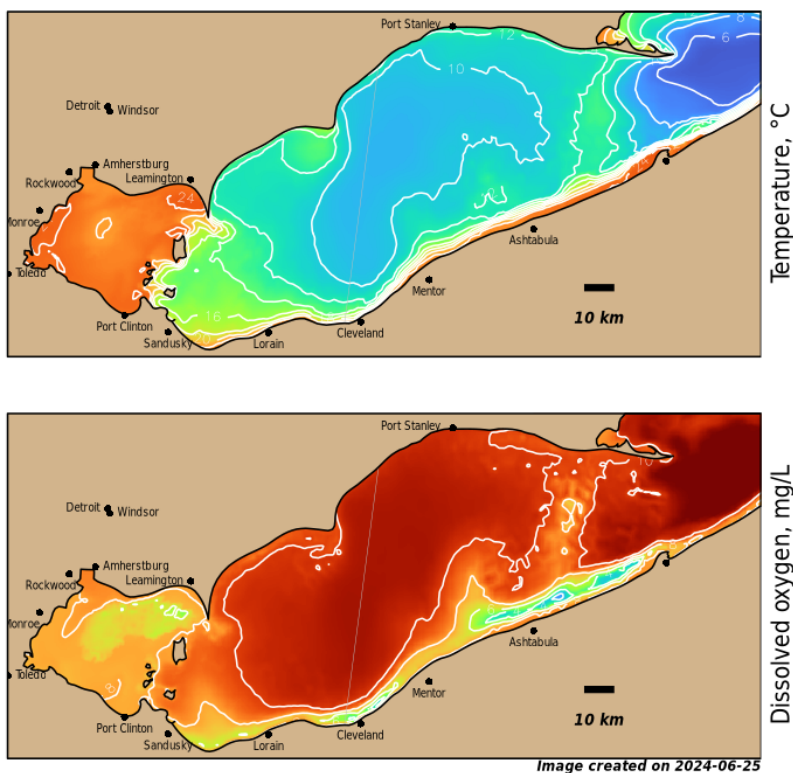 Port Stanley
12
8
6
10
Detroit
Windsor
Amherstburg
Rockwood
Leamington
24
Monroe
Toledo
Ashtabula
Mentor
10 km
16
Port Clinton
Cleveland
Sandusky
20
Lorain
Temperature, °C
Port Stanley
10
Detroit
Windsor
Amherstburg
Rockwood
Leamington
Monroe
Toledo
8
Ashtabula
Mentor
10 km
Port Clinton
Cleveland
Sandusky
Lorain
Dissolved oxygen, mg/L
Image created on 2024-06-25